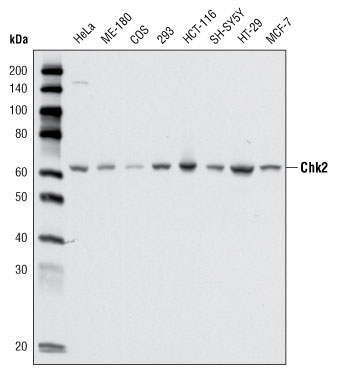 kDa
HeLa
ME-180
COS
293
HCT-116
SH-SY5Y
HT-29
MCF-7
200
140
100
80
60
Chk2
50
40
30
20